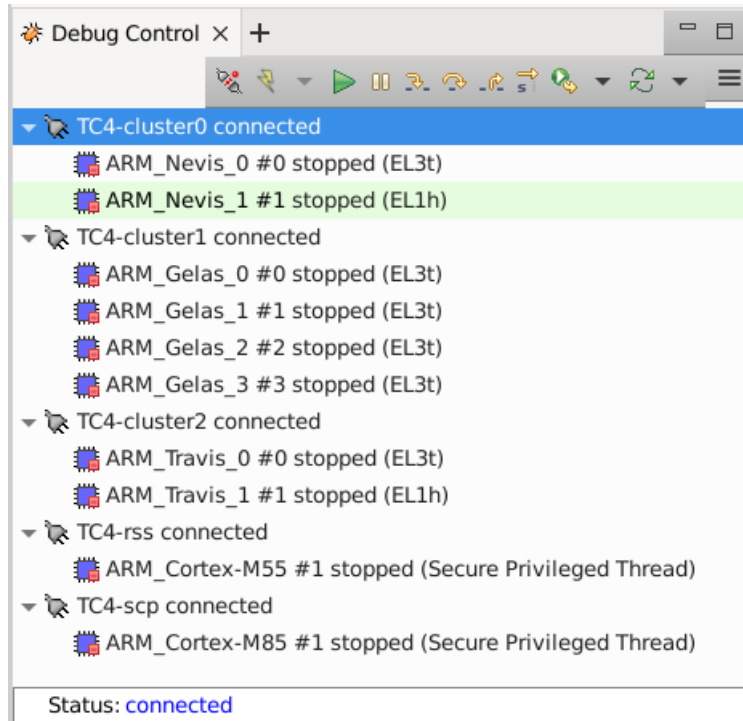 Debug Control
TC4-cluster0 connected
ARM_Nevis_0 #0 stopped (EL3t)
ARM_Nevis_1 #1 stopped (EL1h)
TC4-cluster1 connected
ARM_Gelas_0 #0 stopped (EL3t)
ARM_Gelas_1 #1 stopped (EL3t)
ARM_Gelas_2 #2 stopped (EL3t)
ARM_Gelas_3 #3 stopped (EL3t)
TC4-cluster2 connected
ARM_Travis_0 #0 stopped (EL3t)
ARM_Travis_1 #1 stopped (EL1h)
TC4-rss connected
ARM_Cortex-M55 #1 stopped (Secure Privileged Thread)
TC4-scp connected
ARM_Cortex-M85 #1 stopped (Secure Privileged Thread)
Status: connected